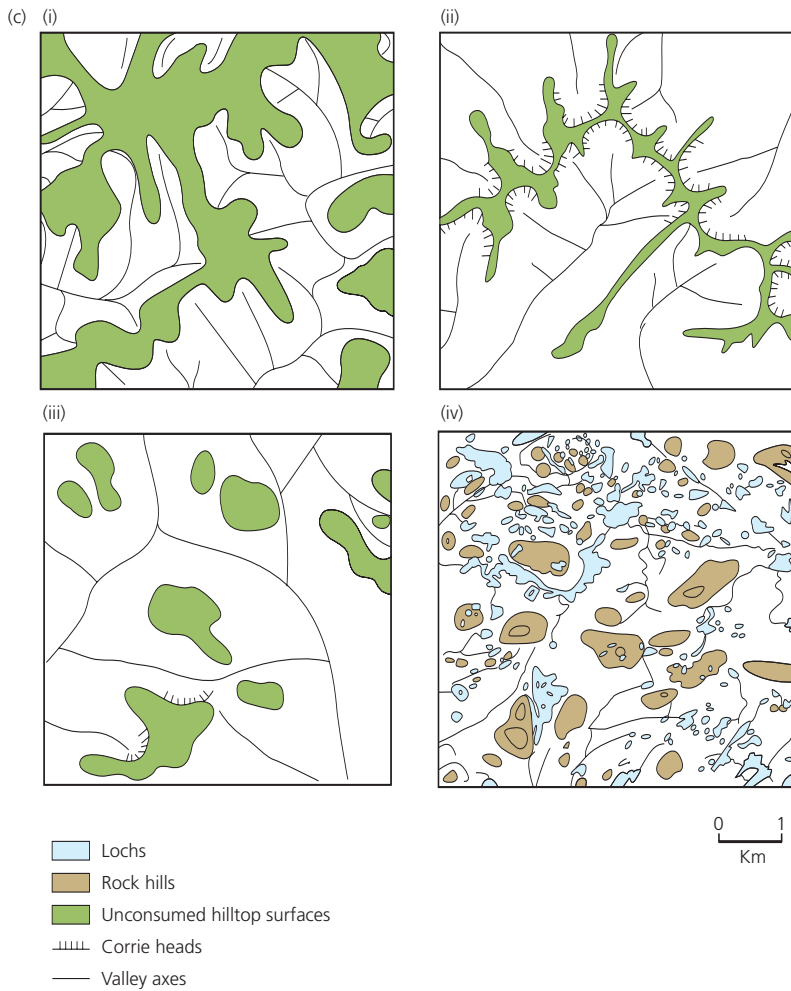 (c) (i)
(ii)
(iii)
(iv)
0 1
Km
Lochs
Rock hills
Unconsumed hilltop surfaces
Corrie heads
Valley axes